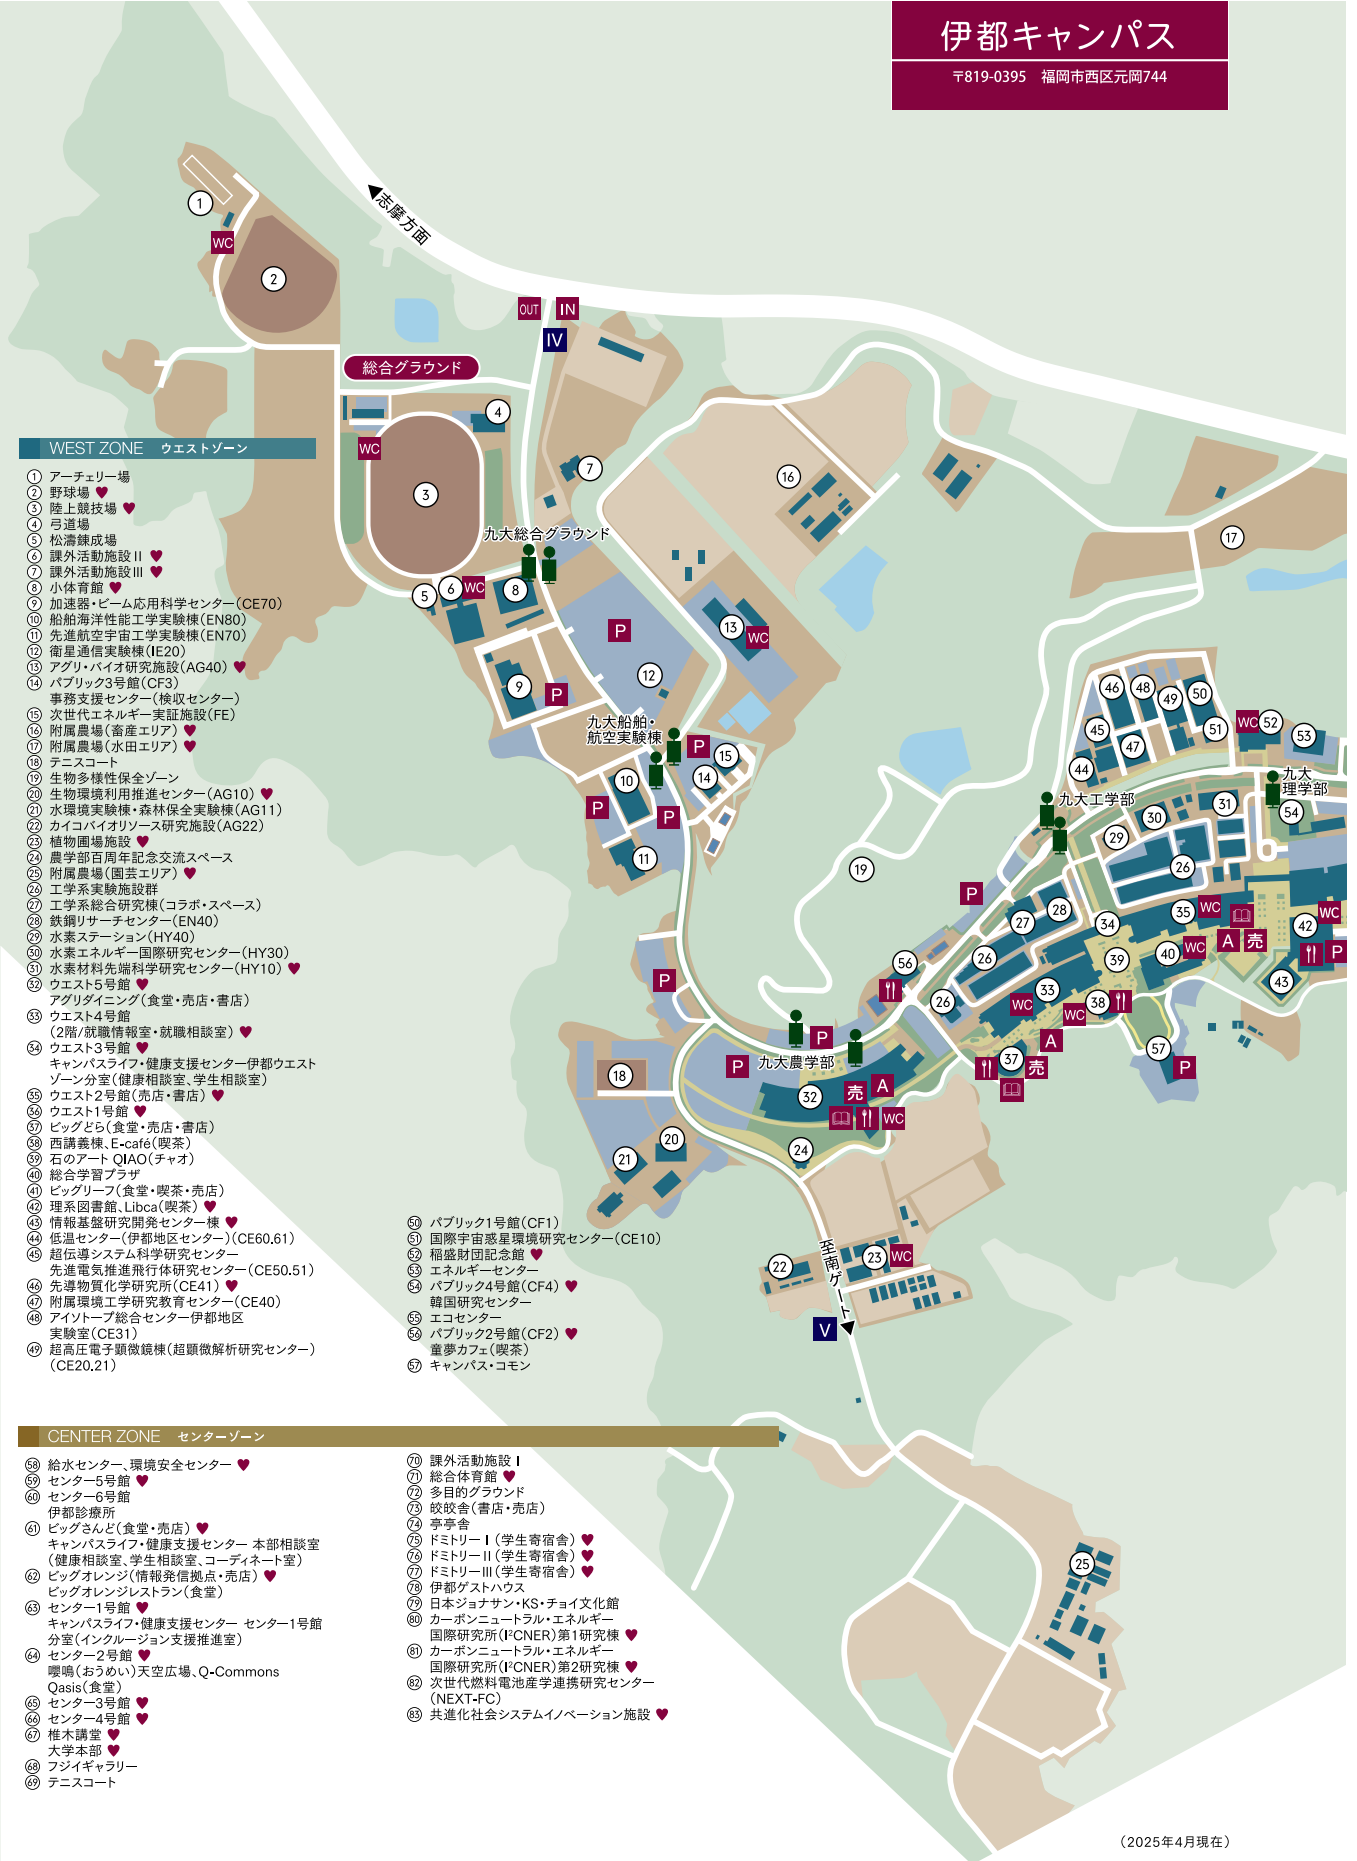 伊都キャンパス
〒819-0395　福岡市西区元岡744
志摩方面
OUT
IN
IV
総合グラウンド
WC
WC
WC
WC
九大総合グラウンド
九大船舶・
航空実験棟
九大工学部
九大
理学部
九大農学部
至南ゲート
V
WEST ZONE ウエストゾーン
① アーチェリー場
② 野球場 ♥
③ 陸上競技場 ♥
④ 弓道場
⑤ 松濤錬成場
⑥ 課外活動施設Ⅱ ♥
⑦ 課外活動施設Ⅲ ♥
⑧ 小体育館 ♥
⑨ 加速器・ビーム応用科学センター(CE70)
⑩ 船舶海洋性能工学実験棟(EN80)
⑪ 先進航空宇宙工学実験棟(EN70)
⑫ 衛星通信実験棟(IE20)
⑬ アグリ・バイオ研究施設(AG40) ♥
⑭ パブリック3号館(CF3)
事務支援センター(検収センター)
⑮ 次世代エネルギー実証施設(FE)
⑯ 附属農場(畜産エリア) ♥
⑰ 附属農場(水田エリア) ♥
⑱ テニスコート
⑲ 生物多様性保全ゾーン
⑳ 生物環境利用推進センター(AG10) ♥
㉑ 水環境実験棟・森林保全実験棟(AG11)
㉒ カイコバイオリソース研究施設(AG22)
㉓ 植物圃場施設 ♥
㉔ 農学部百周年記念交流スペース
㉕ 附属農場(園芸エリア) ♥
㉖ 工学系実験施設群
㉗ 工学系総合研究棟(コラボ・スペース)
㉘ 鉄鋼リサーチセンター(EN40)
㉙ 水素ステーション(HY40)
㉚ 水素エネルギー国際研究センター(HY30)
㉛ 水素材料先端科学研究センター(HY10) ♥
㉜ ウエスト5号館 ♥
アグリダイニング(食堂・売店・書店)
㉝ ウエスト4号館
(2階/就職情報室・就職相談室) ♥
㉞ ウエスト3号館 ♥
キャンパスライフ・健康支援センター伊都ウエスト
ゾーン分室(健康相談室、学生相談室)
㉟ ウエスト2号館(売店・書店) ♥
㊱ ウエスト1号館 ♥
㊲ ビッグどら(食堂・売店・書店)
㊳ 西講義棟、E-café(喫茶)
㊴ 石のアート QIAO(チャオ)
㊵ 総合学習プラザ
㊶ ビッグリーフ(食堂・喫茶・売店)
㊷ 理系図書館、Libca(喫茶) ♥
㊸ 情報基盤研究開発センター棟 ♥
㊹ 低温センター(伊都地区センター)(CE60.61)
㊺ 超伝導システム科学研究センター
先進電気推進飛行体研究センター(CE50.51)
㊻ 先導物質化学研究所(CE41) ♥
㊼ 附属環境工学研究教育センター(CE40)
㊽ アイソトープ総合センター伊都地区
実験室(CE31)
㊾ 超高圧電子顕微鏡棟(超顕微解析研究センター)
(CE20.21)
㊿ パブリック1号館(CF1)
51 国際宇宙惑星環境研究センター(CE10)
52 稲盛財団記念館 ♥
53 エネルギーセンター
54 パブリック4号館(CF4) ♥
韓国研究センター
55 エコセンター
56 パブリック2号館(CF2) ♥
童夢カフェ(喫茶)
57 キャンパス・コモン
CENTER ZONE センターゾーン
58 給水センター、環境安全センター ♥
59 センター5号館 ♥
60 センター6号館
伊都診療所
61 ビッグさんど(食堂・売店) ♥
キャンパスライフ・健康支援センター 本部相談室
(健康相談室、学生相談室、コーディネート室)
62 ビッグオレンジ(情報発信拠点・売店) ♥
ビッグオレンジレストラン(食堂)
63 センター1号館 ♥
キャンパスライフ・健康支援センター センター1号館
分室(インクルージョン支援推進室)
64 センター2号館 ♥
嚶鳴(おうめい)天空広場、Q-Commons
Qasis(食堂)
65 センター3号館 ♥
66 センター4号館 ♥
67 椎木講堂 ♥
大学本部 ♥
68 フジイギャラリー
69 テニスコート
70 課外活動施設Ⅰ
71 総合体育館 ♥
72 多目的グラウンド
73 皎皎舎(書店・売店)
74 亭亭舎
75 ドミトリーⅠ(学生寄宿舎) ♥
76 ドミトリーⅡ(学生寄宿舎) ♥
77 ドミトリーⅢ(学生寄宿舎) ♥
78 伊都ゲストハウス
79 日本ジョナサン・KS・チョイ文化館
80 カーボンニュートラル・エネルギー
国際研究所(I²CNER)第1研究棟 ♥
81 カーボンニュートラル・エネルギー
国際研究所(I²CNER)第2研究棟 ♥
82 次世代燃料電池産学連携研究センター
(NEXT-FC)
83 共進化社会システムイノベーション施設 ♥
(2025年4月現在)